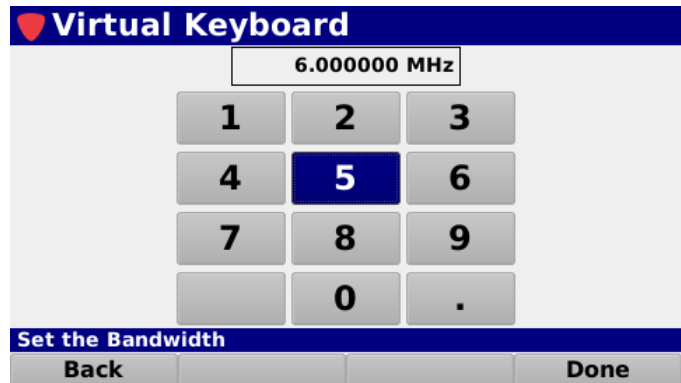 Virtual Keyboard
6.000000 MHz
1 2 3
4 5 6
7 8 9
0 .
Set the Bandwidth
Back Done